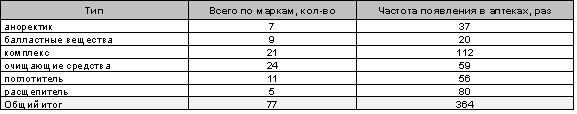 Тип Всего по маркам, кол-во Частота появления в аптеках, раз
аноректик 7 37
балластные вещества 9 20
комплекс 21 112
очищающие средства 24 59
поглотитель 11 56
расщепитель 5 80
Общий итог 77 364